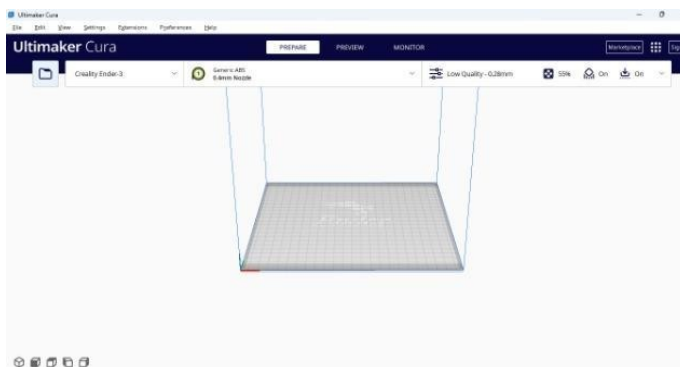 Ultimaker Cura
File Edit View Settings Extensions Preferences Help
Ultimaker Cura
PREPARE PREVIEW MONITOR
Marketplace
Creality Ender-3
Generic ABS
0.4mm Nozzle
Low Quality - 0.28mm
55% On On